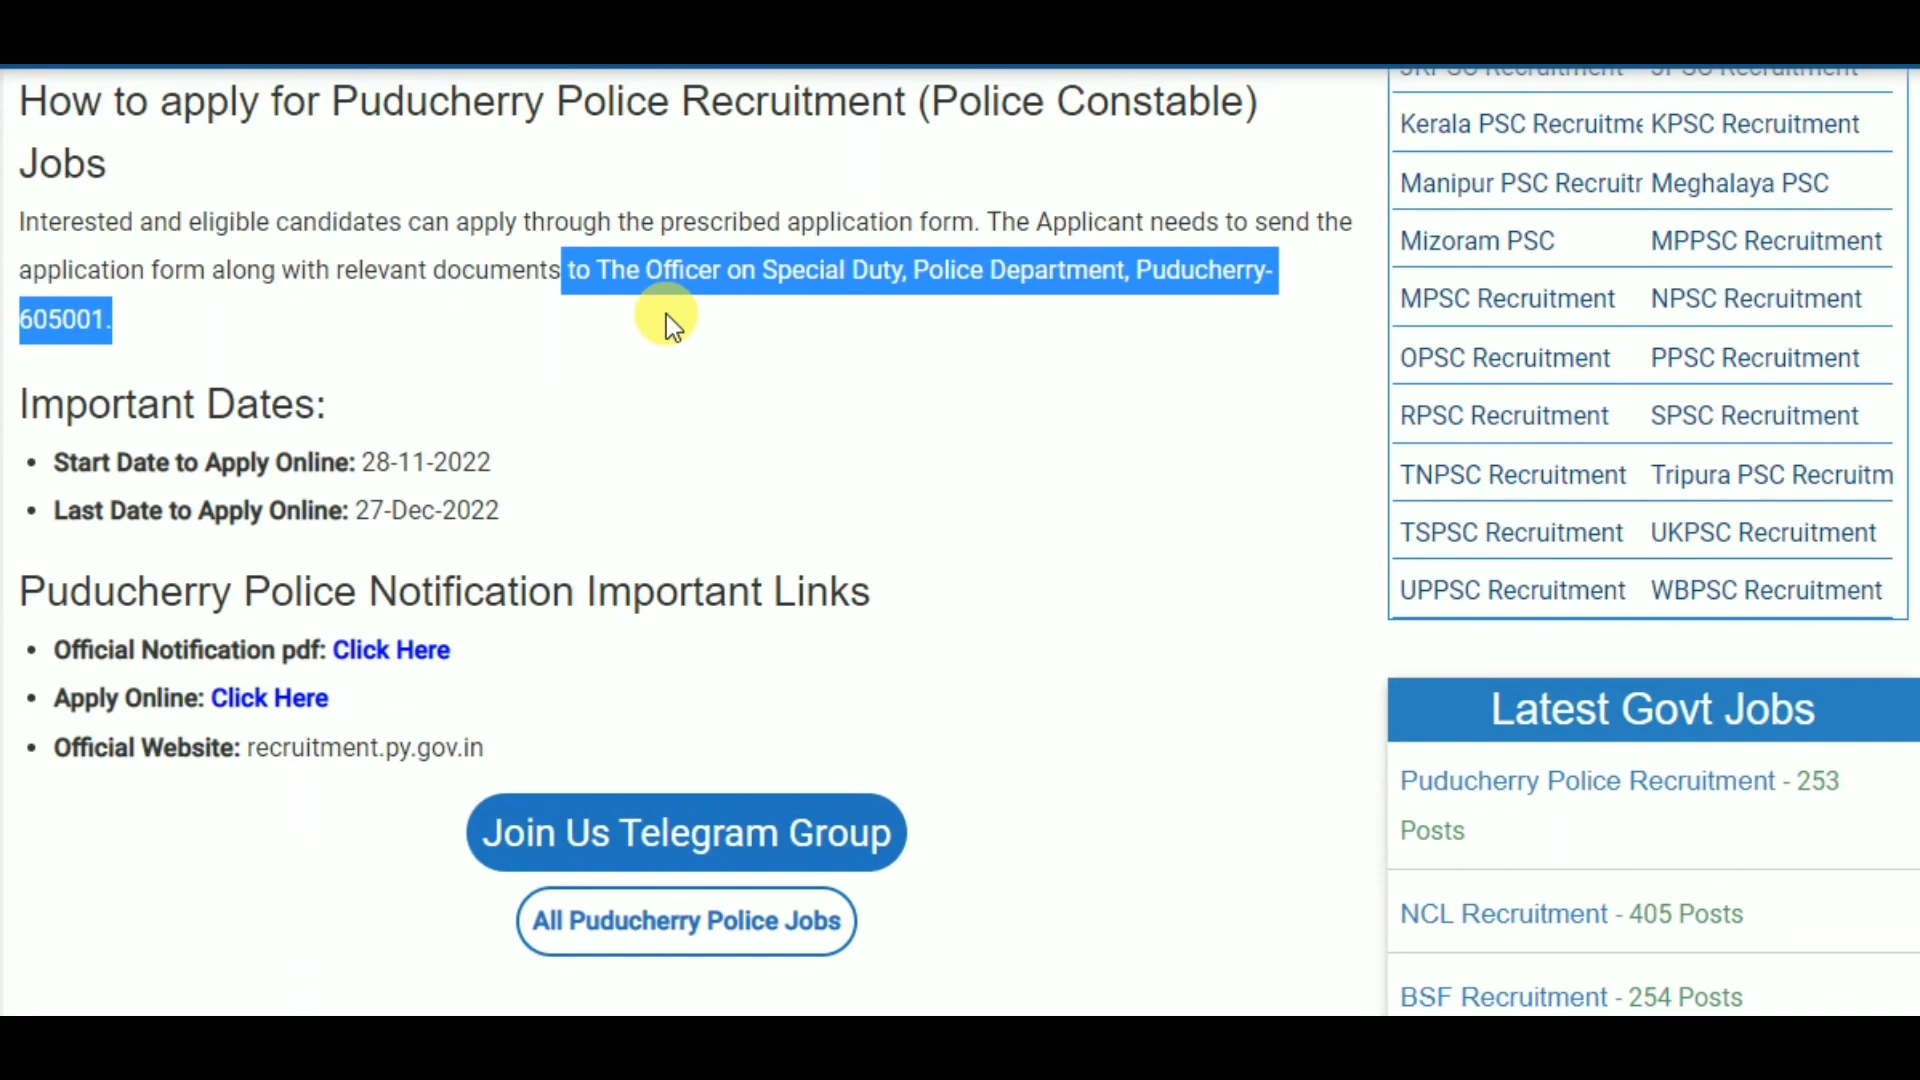 How to apply for Puducherry Police Recruitment (Police Constable)
Jobs
Interested and eligible candidates can apply through the prescribed application form. The Applicant needs to send the
application form along with relevant documents to The Officer on Special Duty, Police Department, Puducherry-
605001.
Important Dates:
• Start Date to Apply Online: 28-11-2022
• Last Date to Apply Online: 27-Dec-2022
Puducherry Police Notification Important Links
• Official Notification pdf: Click Here
• Apply Online: Click Here
• Official Website: recruitment.py.gov.in
Join Us Telegram Group
All Puducherry Police Jobs
Kerala PSC Recruitme KPSC Recruitment
Manipur PSC Recruitr Meghalaya PSC
Mizoram PSC MPPSC Recruitment
MPSC Recruitment NPSC Recruitment
OPSC Recruitment PPSC Recruitment
RPSC Recruitment SPSC Recruitment
TNPSC Recruitment Tripura PSC Recruitm
TSPSC Recruitment UKPSC Recruitment
UPPSC Recruitment WBPSC Recruitment
Latest Govt Jobs
Puducherry Police Recruitment - 253
Posts
NCL Recruitment - 405 Posts
BSF Recruitment - 254 Posts